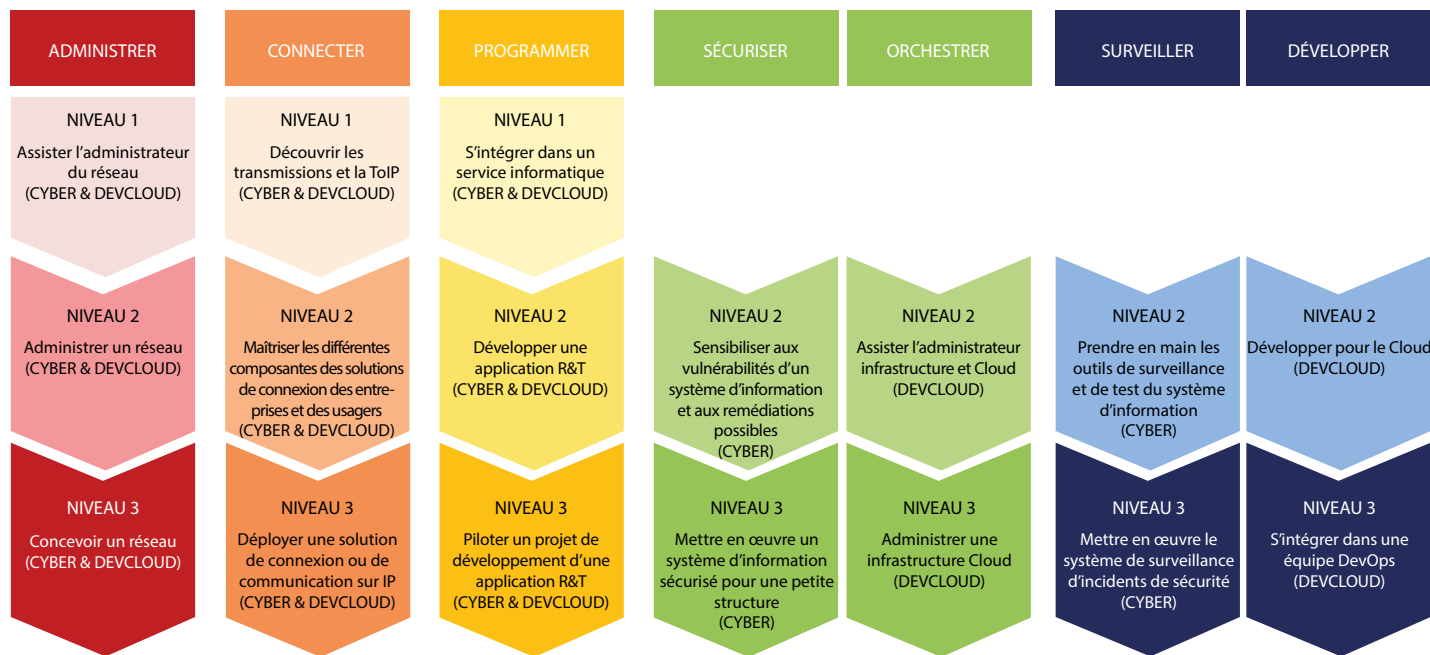 ADMINISTRER
CONNECTER
PROGRAMMER
SÉCURISER
ORCHESTRER
SURVEILLER
DÉVELOPPER
NIVEAU 1
Assister l’administrateur
du réseau
(CYBER & DEVCLOUD)
NIVEAU 1
Découvrir les
transmissions et la ToIP
(CYBER & DEVCLOUD)
NIVEAU 1
S’intégrer dans un
service informatique
(CYBER & DEVCLOUD)
NIVEAU 2
Administrer un réseau
(CYBER & DEVCLOUD)
NIVEAU 2
Maîtriser les différentes
composantes des solutions
de connexion des entre-
prises et des usagers
(CYBER & DEVCLOUD)
NIVEAU 2
Développer une
application R&T
(CYBER & DEVCLOUD)
NIVEAU 2
Sensibiliser aux
vulnérabilités d’un
système d’information
et aux remédiations
possibles
(CYBER)
NIVEAU 2
Assister l’administrateur
infrastructure et Cloud
(DEVCLOUD)
NIVEAU 2
Prendre en main les
outils de surveillance
et de test du système
d’information
(CYBER)
NIVEAU 2
Développer pour le Cloud
(DEVCLOUD)
NIVEAU 3
Concevoir un réseau
(CYBER & DEVCLOUD)
NIVEAU 3
Déployer une solution
de connexion ou de
communication sur IP
(CYBER & DEVCLOUD)
NIVEAU 3
Piloter un projet de
développement d’une
application R&T
(CYBER & DEVCLOUD)
NIVEAU 3
Mettre en œuvre un
système d’information
sécurisé pour une petite
structure
(CYBER)
NIVEAU 3
Administrer une
infrastructure Cloud
(DEVCLOUD)
NIVEAU 3
Mettre en œuvre le
système de surveillance
d’incidents de sécurité
(CYBER)
NIVEAU 3
S’intégrer dans une
équipe DevOps
(DEVCLOUD)